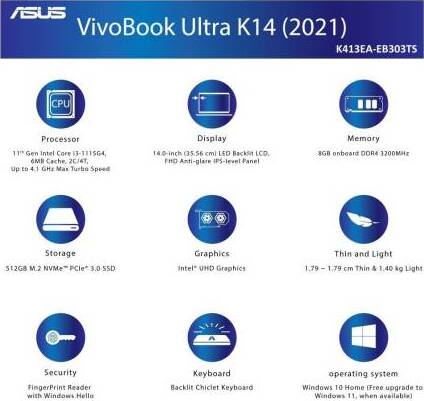 ASUS VivoBook Ultra K14 (2021)
K413EA-EB303TS
CPU
Processor
11th Gen Intel Core i3-1115G4,
6MB Cache, 2C/4T,
Up to 4.1 GHz Max Turbo Speed
Display
14.0-inch (35.56 cm) LED Backlit LCD,
FHD Anti-glare IPS-level Panel
Memory
8GB onboard DDR4 3200MHz
Storage
512GB M.2 NVMe™ PCIe® 3.0 SSD
Graphics
Intel® UHD Graphics
Thin and Light
1.79 ~ 1.79 cm Thin & 1.40 kg Light
Security
FingerPrint Reader
with Windows Hello
Keyboard
Backlit Chiclet Keyboard
operating system
Windows 10 Home (Free upgrade to
Windows 11, when available)